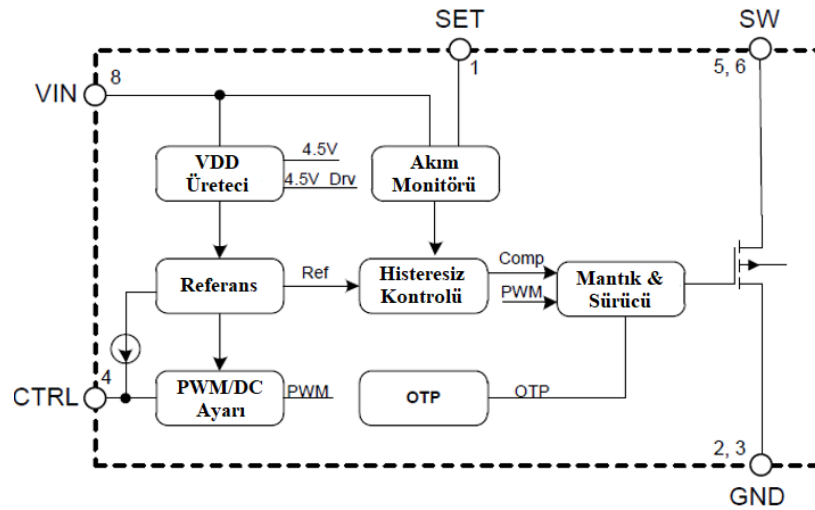 SET
SW
1
5, 6
8
VIN
VDD
Üreteci
4.5V
4.5V Drv
Akım
Monitörü
Referans
Ref
Histeresiz
Kontrolü
Comp
PWM
Mantık &
Sürücü
4
CTRL
PWM/DC
Ayarı
PWM
OTP
OTP
2, 3
GND